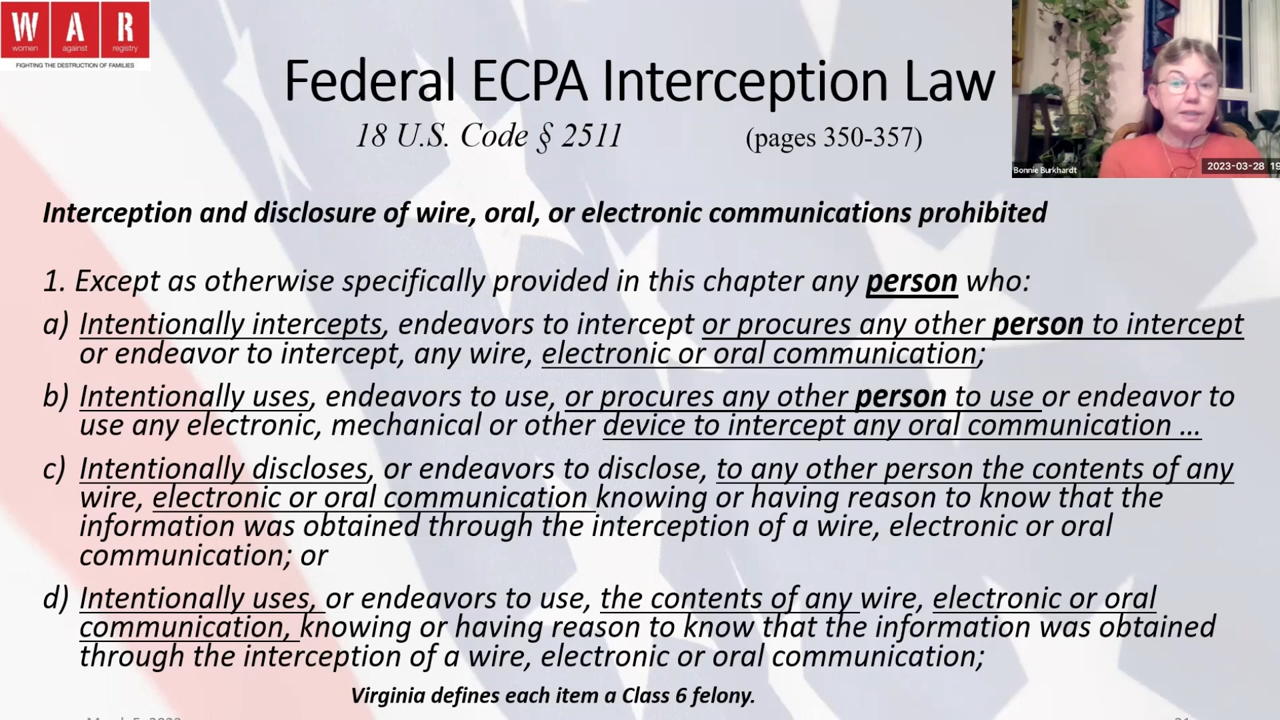 W A R
women against registry
FIGHTING THE DESTRUCTION OF FAMILIES
Federal ECPA Interception Law
18 U.S. Code § 2511 (pages 350-357)
Bonnie Burkhardt
2023-03-28 19
Interception and disclosure of wire, oral, or electronic communications prohibited
1. Except as otherwise specifically provided in this chapter any person who:
a) Intentionally intercepts, endeavors to intercept or procures any other person to intercept
or endeavor to intercept, any wire, electronic or oral communication;
b) Intentionally uses, endeavors to use, or procures any other person to use or endeavor to
use any electronic, mechanical or other device to intercept any oral communication …
c) Intentionally discloses, or endeavors to disclose, to any other person the contents of any
wire, electronic or oral communication knowing or having reason to know that the
information was obtained through the interception of a wire, electronic or oral
communication; or
d) Intentionally uses, or endeavors to use, the contents of any wire, electronic or oral
communication, knowing or having reason to know that the information was obtained
through the interception of a wire, electronic or oral communication;
Virginia defines each item a Class 6 felony.